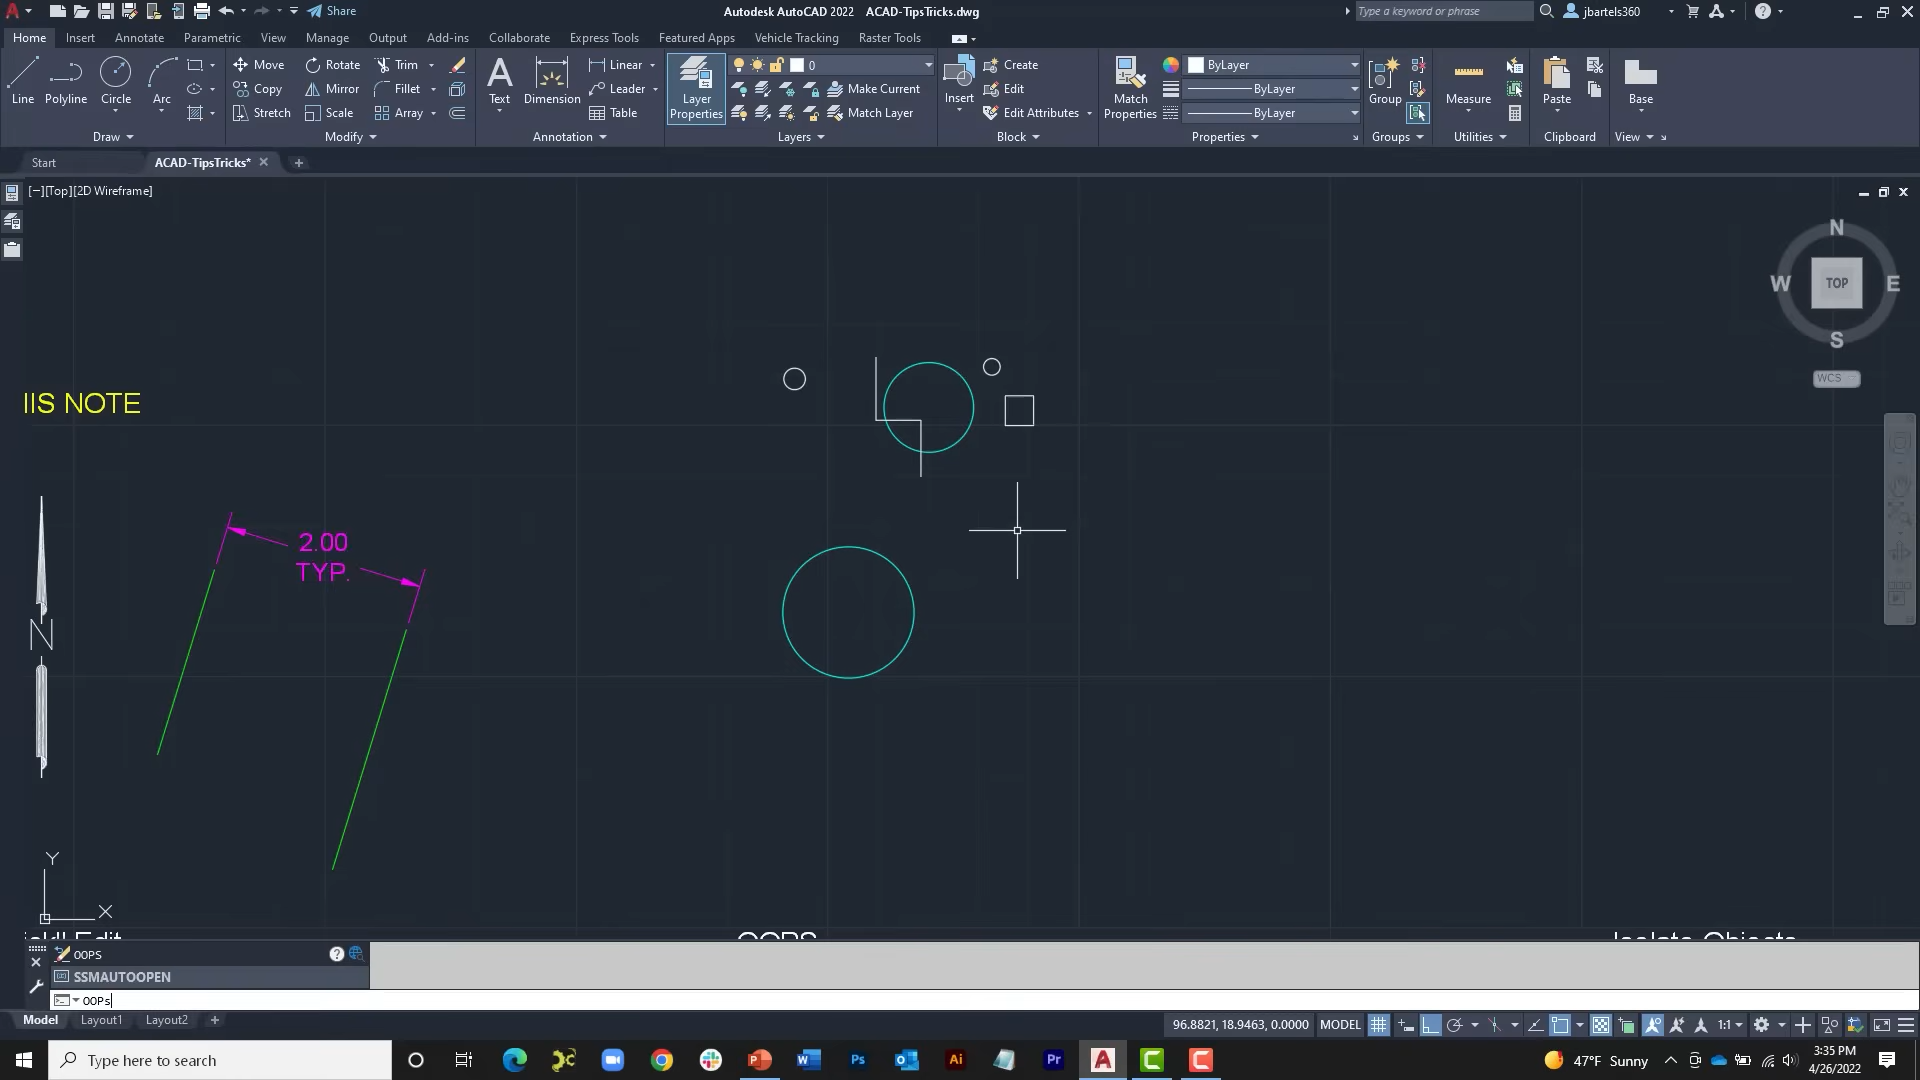 Share
Autodesk AutoCAD 2022 ACAD-TipsTricks.dwg
Type a keyword or phrase
jbartels360
Home Insert Annotate Parametric View Manage Output Add-ins Collaborate Express Tools Featured Apps Vehicle Tracking Raster Tools
Line Polyline Circle Arc
Draw
Move Rotate Trim
Copy Mirror Fillet
Stretch Scale Array
Modify
Text Dimension
Linear
Leader
Table
Annotation
Layer
Properties
0
Make Current
Match Layer
Layers
Insert
Create
Edit
Edit Attributes
Block
Match
Properties
ByLayer
ByLayer
ByLayer
Properties
Group
Groups
Measure
Utilities
Paste
Clipboard
Base
View
Start ACAD-TipsTricks*
[−][Top][2D Wireframe]
N
W TOP E
S
WCS
IIS NOTE
2.00
TYP.
N
Y
X
OOPS
OOPS
SSMAUTOOPEN
OOPs
Isolate Objects
Model Layout1 Layout2
96.8821, 18.9463, 0.0000 MODEL
1:1
Type here to search
47°F Sunny
3:35 PM
4/26/2022